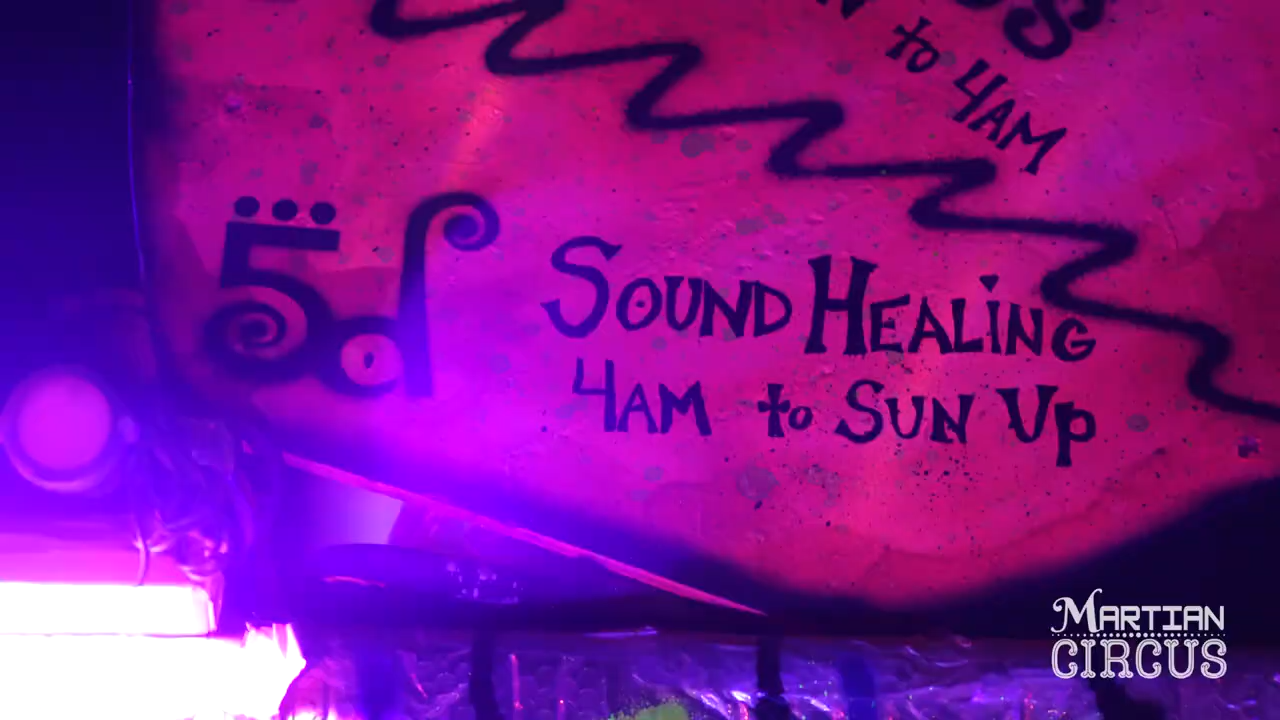 to 4AM
5d
SOUND HEALING
4AM to SUN Up
MARTIAN
CIRCUS